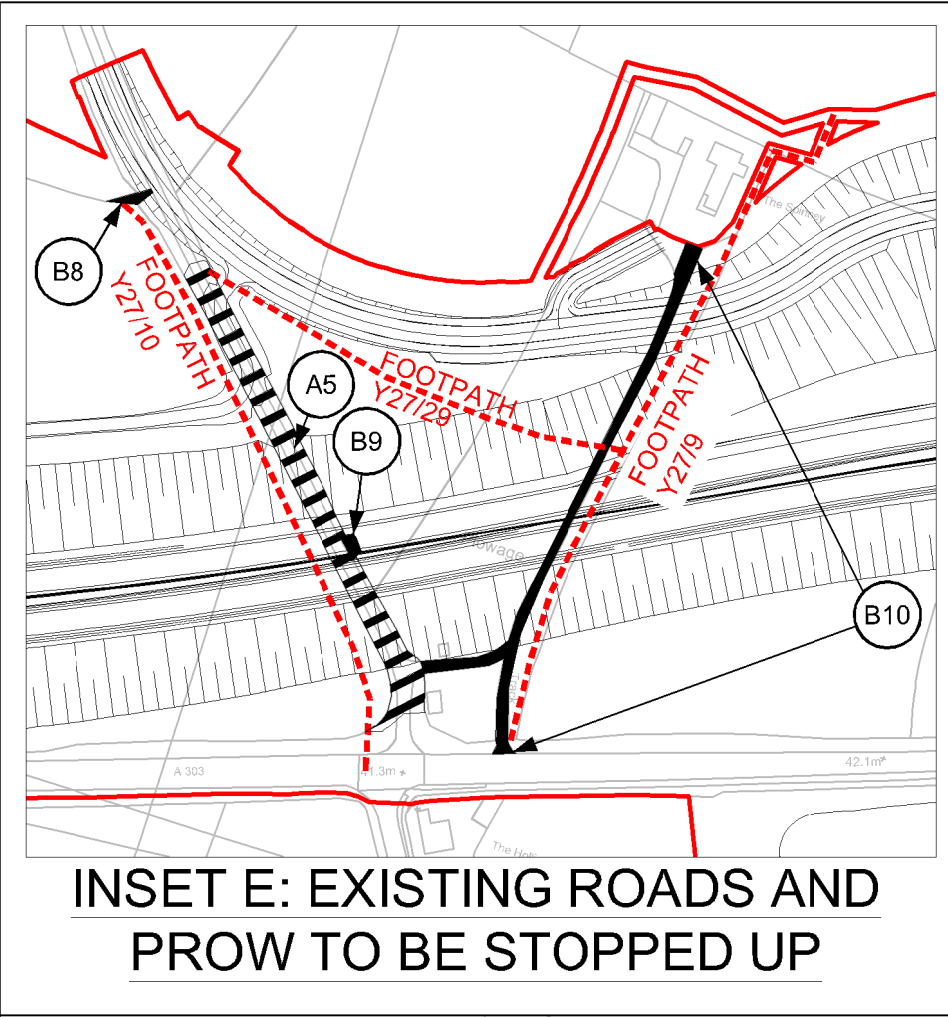 The Spinney
B8
FOOTPATH
Y27/10
A5
FOOTPATH
Y27/29
B9
FOOTPATH
Y27/9
B10
Track
A 303
42.1m
The
INSET E: EXISTING ROADS AND
PROW TO BE STOPPED UP